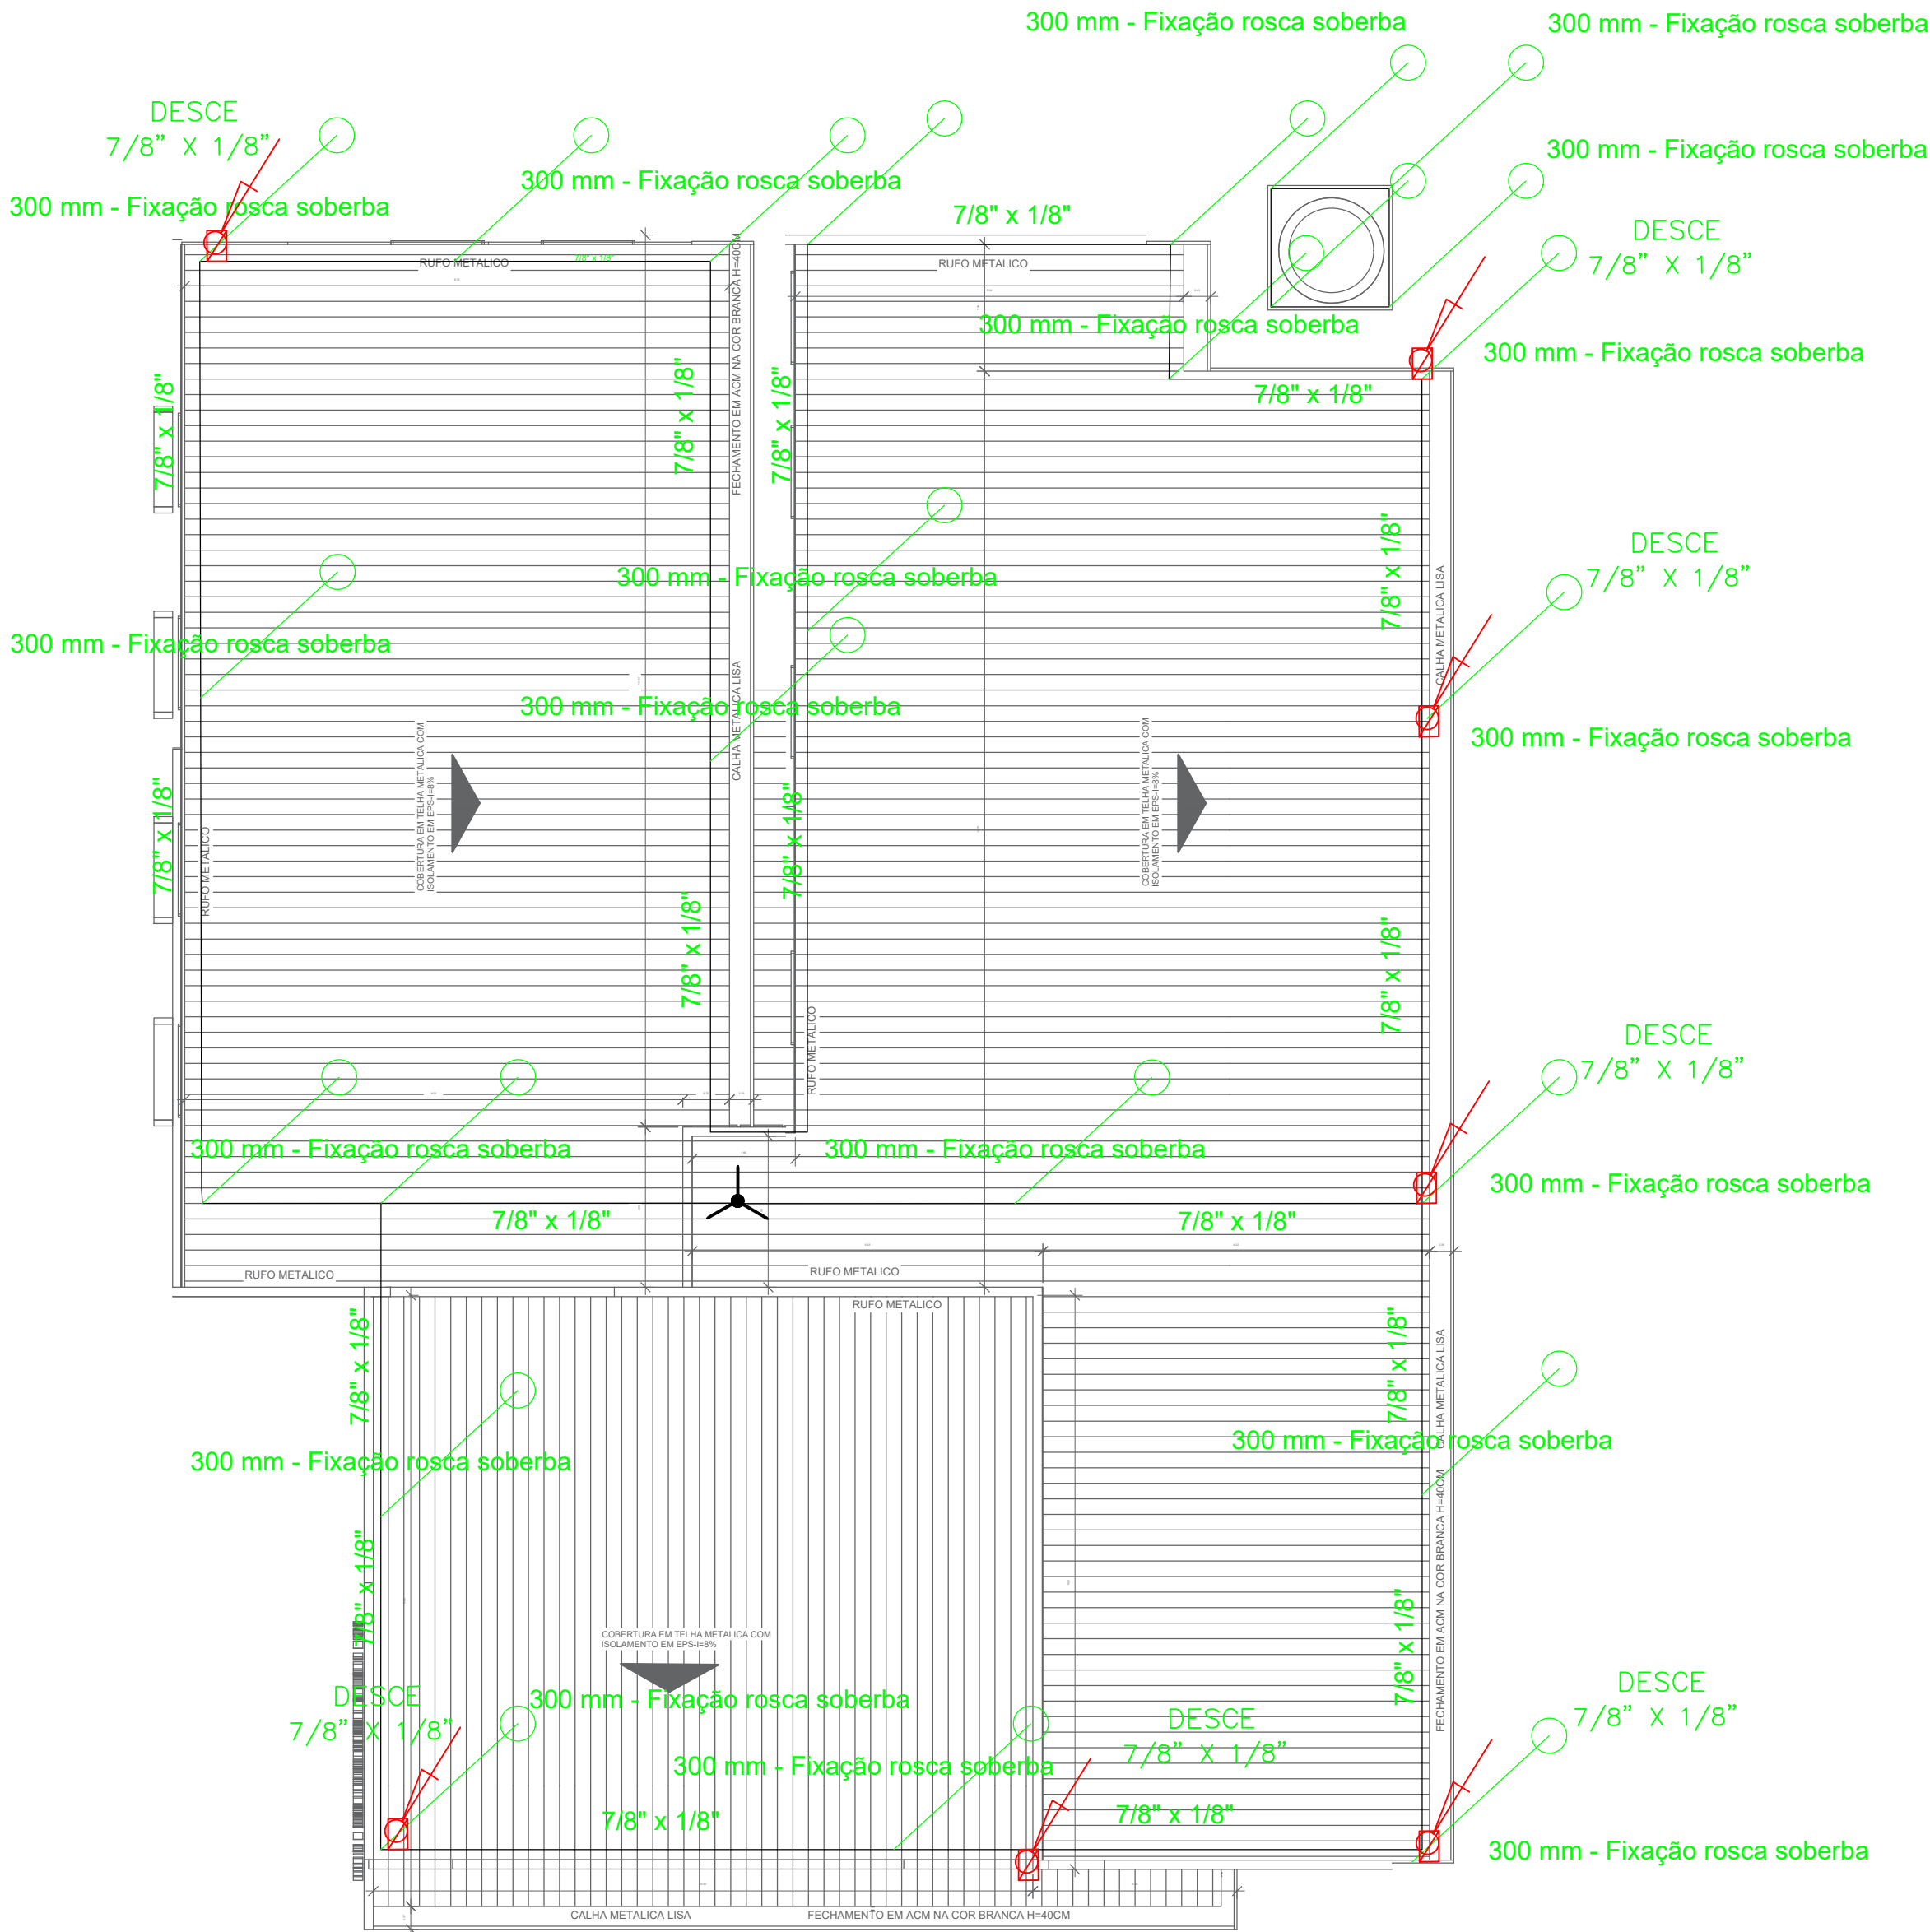 300 mm - Fixação rosca soberba
300 mm - Fixação rosca soberba
DESCE
7/8" X 1/8"
300 mm - Fixação rosca soberba
300 mm - Fixação rosca soberba
300 mm - Fixação rosca soberba
7/8" x 1/8"
DESCE
7/8" X 1/8"
RUFO METALICO
7/8" x 1/8"
RUFO METALICO
FECHAMENTO EM ACM NA COR BRANCA H=40CM
300 mm - Fixação rosca soberba
300 mm - Fixação rosca soberba
7/8" x 1/8"
7/8" x 1/8"
7/8" x 1/8"
7/8" x 1/8"
7/8" x 1/8"
DESCE
7/8" X 1/8"
300 mm - Fixação rosca soberba
CALHA METALICA LISA
300 mm - Fixação rosca soberba
300 mm - Fixação rosca soberba
CALHA METALICA LISA
300 mm - Fixação rosca soberba
COBERTURA EM TELHA METALICA COM
ISOLAMENTO EM EPS-I=8%
COBERTURA EM TELHA METALICA COM
ISOLAMENTO EM EPS-I=8%
7/8" x 1/8"
RUFO METALICO
7/8" x 1/8"
7/8" x 1/8"
7/8" x 1/8"
RUFO METALICO
DESCE
7/8" X 1/8"
300 mm - Fixação rosca soberba
300 mm - Fixação rosca soberba
300 mm - Fixação rosca soberba
7/8" x 1/8"
7/8" x 1/8"
RUFO METALICO
RUFO METALICO
RUFO METALICO
7/8" x 1/8"
7/8" x 1/8"
CALHA METALICA LISA
300 mm - Fixação rosca soberba
300 mm - Fixação rosca soberba
7/8" x 1/8"
7/8" x 1/8"
FECHAMENTO EM ACM NA COR BRANCA H=40CM
COBERTURA EM TELHA METALICA COM
ISOLAMENTO EM EPS-I=8%
DESCE
7/8" X 1/8"
300 mm - Fixação rosca soberba
DESCE
7/8" X 1/8"
DESCE
7/8" X 1/8"
300 mm - Fixação rosca soberba
7/8" x 1/8"
7/8" x 1/8"
300 mm - Fixação rosca soberba
CALHA METALICA LISA
FECHAMENTO EM ACM NA COR BRANCA H=40CM